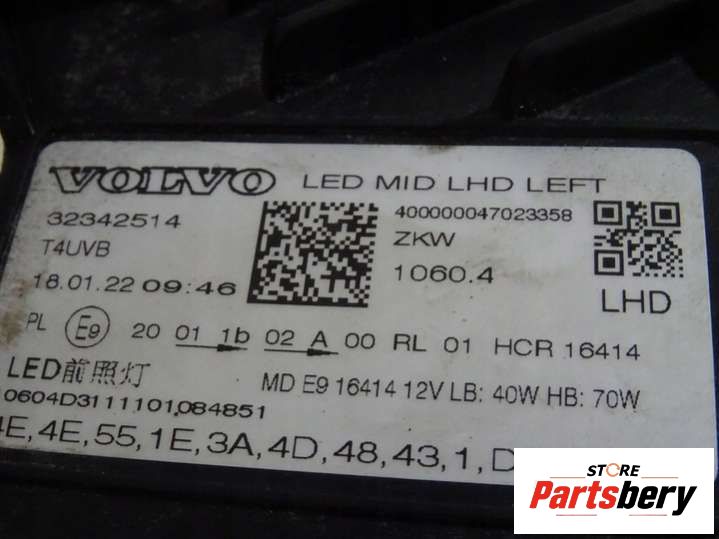 VOLVO LED MID LHD LEFT
32342514 400000047023358
T4UVB ZKW
18.01.22 09:46 1060.4
LHD
PL E9 20 01 1b 02 A 00 RL 01 HCR 16414
LED前照灯 MD E9 16414 12V LB: 40W HB: 70W
0604D3111101,084851
4E, 55, 1E, 3A, 4D, 48, 43, 1, D
STORE
Partsbery